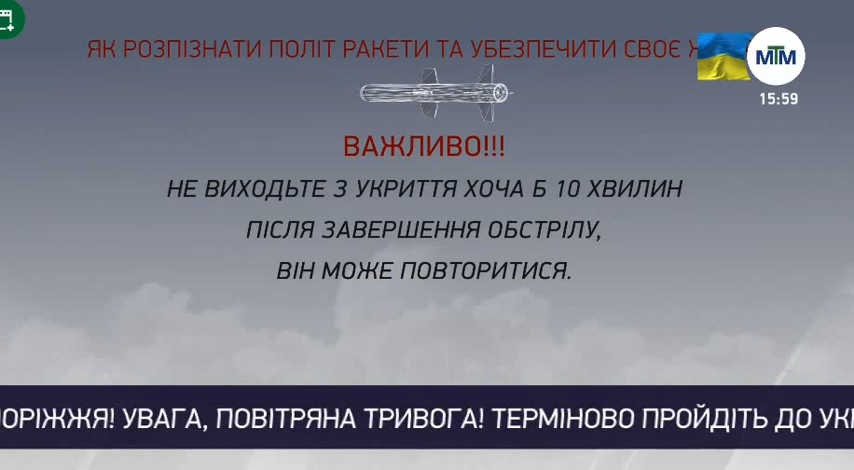 ЯК РОЗПІЗНАТИ ПОЛІТ РАКЕТИ ТА УБЕЗПЕЧИТИ СВОЄ
МТМ
15:59
ВАЖЛИВО!!!
НЕ ВИХОДЬТЕ З УКРИТТЯ ХОЧА Б 10 ХВИЛИН
ПІСЛЯ ЗАВЕРШЕННЯ ОБСТРІЛУ,
ВІН МОЖЕ ПОВТОРИТИСЯ.
ПОРІЖЖЯ! УВАГА, ПОВІТРЯНА ТРИВОГА! ТЕРМІНОВО ПРОЙДІТЬ ДО